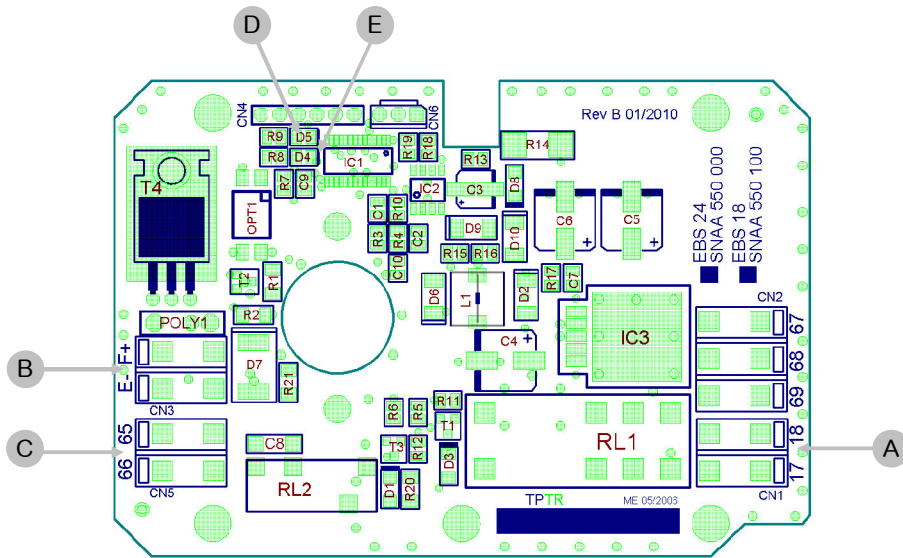 D E
CN4 CN6
Rev B 01/2010
R9 D5 R19 R18 R14
R8 D4 IC1 R13
T4 R7 C9 IC2 C3 D8
EBS 24
SNAA 550 000
EBS 18
SNAA 550 100
OPT1 C1 R10 C6 C5
R3 R4 C2 D9 D10
C10 R15 R16
T2 R1 D6 L1 D2 R17 C7
CN2
R2 POLY1 67
C4 IC3
B E- F+ D7 68
R21 69
CN3 R6 R5 R11
C 65 C8 T3 R12 T1 RL1 18 A
66 D3 17
CN5 RL2 D1 R20 CN1
TPTR ME 05/2006